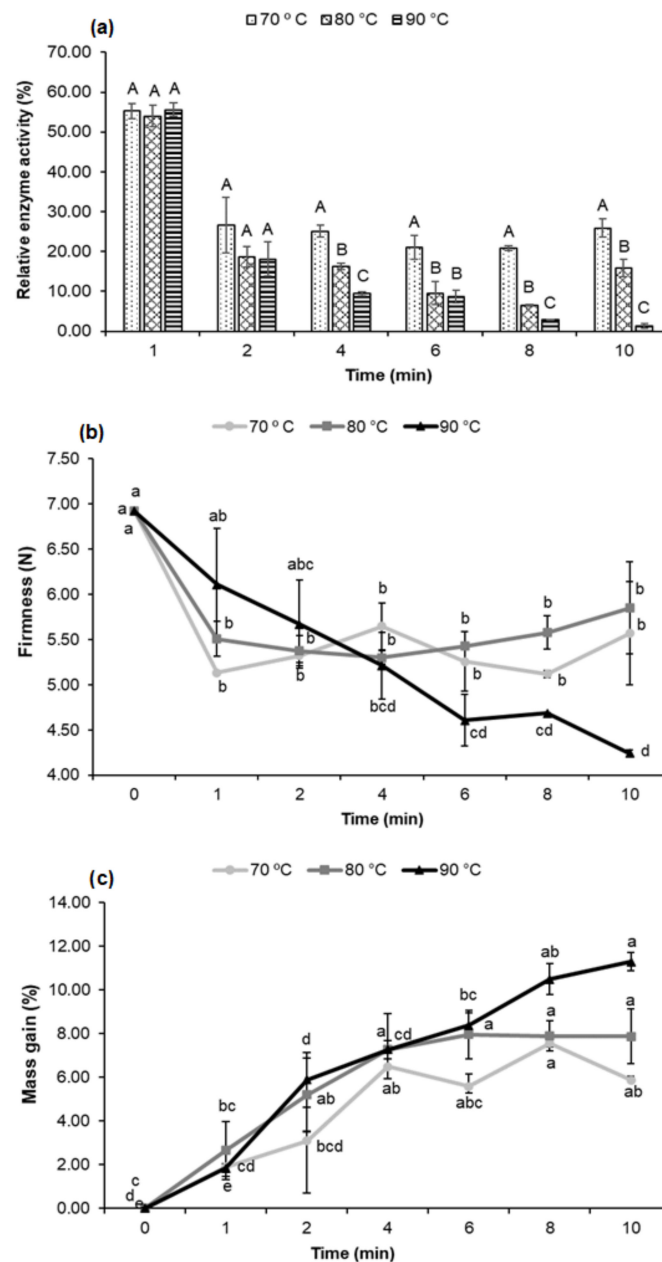 (a)
70 º C 80 °C 90 °C
70.00
60.00
50.00
40.00
30.00
20.00
10.00
0.00
Relative enzyme activity (%)
A A A
A A A
A B C
A B B
A B C
A B C
1 2 4 6 8 10
Time (min)
(b)
70 º C 80 °C 90 °C
7.50
7.00
6.50
6.00
5.50
5.00
4.50
4.00
Firmness (N)
a
a
a
ab
b
b
abc
b
b
b
b
bcd
b
b
cd
b
b
cd
b
b
d
0 1 2 4 6 8 10
Time (min)
(c)
70 °C 80 °C 90 °C
14.00
12.00
10.00
8.00
6.00
4.00
2.00
0.00
Mass gain (%)
c
d
e
bc
cd
e
d
ab
bcd
a
cd
ab
bc
a
abc
ab
a
a
a
a
ab
0 1 2 4 6 8 10
Time (min)